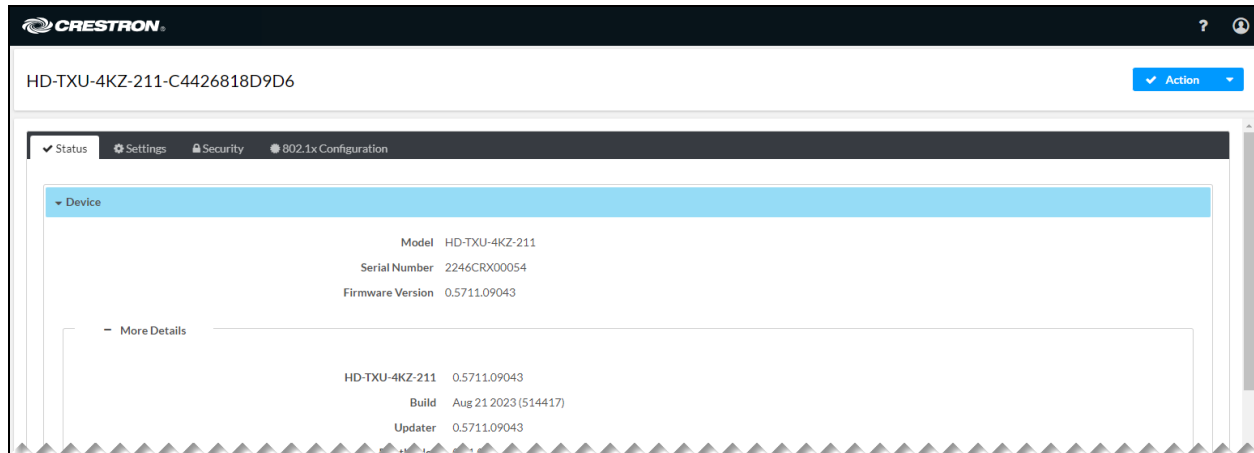 CRESTRON®
?
HD-TXU-4KZ-211-C4426818D9D6
Action
Status Settings Security 802.1x Configuration
Device
Model HD-TXU-4KZ-211
Serial Number 2246CRX00054
Firmware Version 0.5711.09043
More Details
HD-TXU-4KZ-211 0.5711.09043
Build Aug 21 2023 (514417)
Updater 0.5711.09043